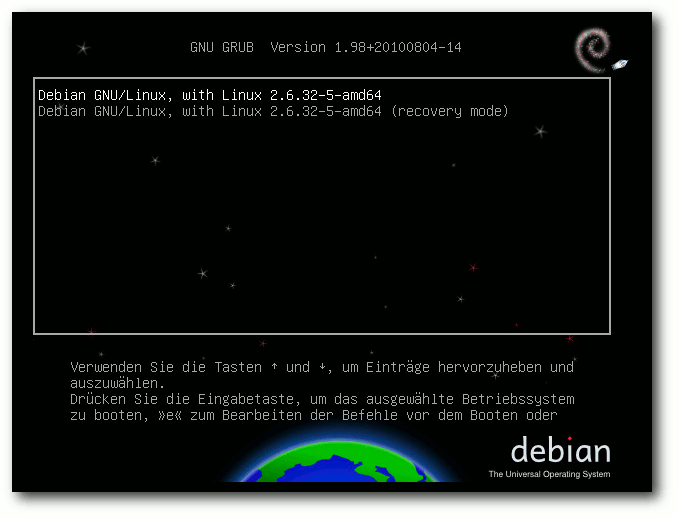 GNU GRUB  Version 1.98+20100804-14
Debian GNU/Linux, with Linux 2.6.32-5-amd64
Debian GNU/Linux, with Linux 2.6.32-5-amd64 (recovery mode)
Verwenden Sie die Tasten ↑ und ↓, um Einträge hervorzuheben und
auszuwählen.
Drücken Sie die Eingabetaste, um das ausgewählte Betriebssystem
zu booten, »e« zum Bearbeiten der Befehle vor dem Booten oder
debian
The Universal Operating System